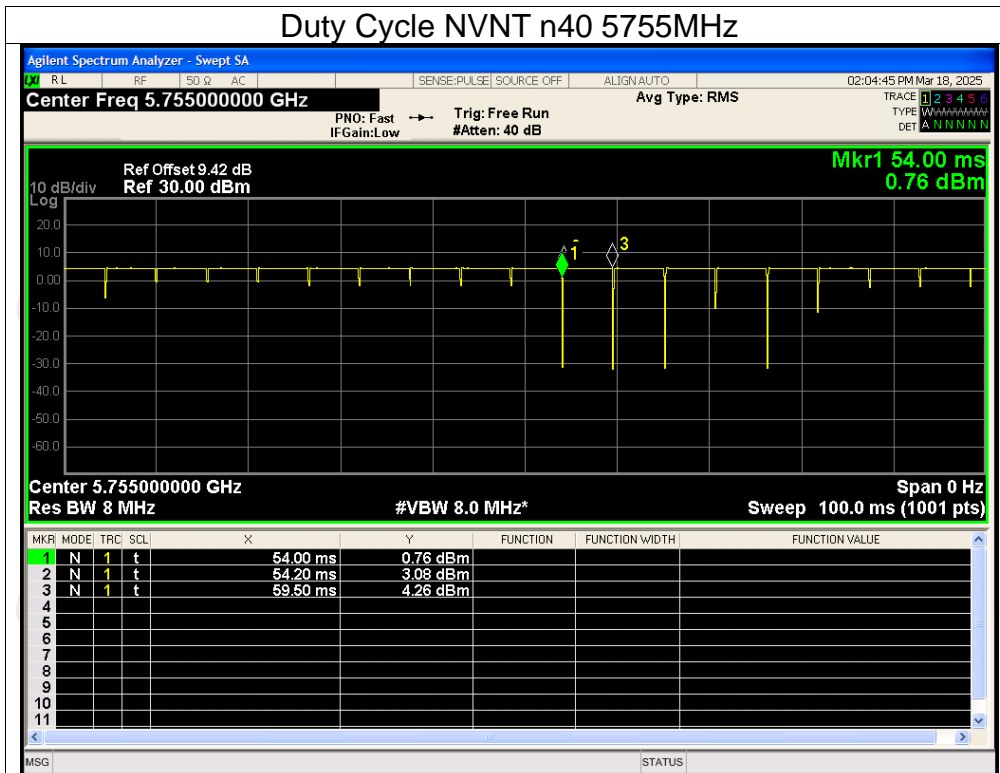 Duty Cycle NVNT n40 5755MHz
Agilent Spectrum Analyzer - Swept SA
LXI RL RF 50 Ω AC SENSE:PULSE SOURCE OFF ALIGN AUTO 02:04:45 PM Mar 18, 2025
Center Freq 5.755000000 GHz Avg Type: RMS TRACE 1 2 3 4 5 6
PNO: Fast Trig: Free Run TYPE
IFGain:Low #Atten: 40 dB DET A N N N N N
Mkr1 54.00 ms
Ref Offset 9.42 dB 0.76 dBm
10 dB/div Ref 30.00 dBm
Log
20.0
10.0
0.00
-10.0
-20.0
-30.0
-40.0
-50.0
-60.0
1
3
Center 5.755000000 GHz Span 0 Hz
Res BW 8 MHz #VBW 8.0 MHz* Sweep 100.0 ms (1001 pts)
MKR MODE TRC SCL X Y FUNCTION FUNCTION WIDTH FUNCTION VALUE
1 N 1 t 54.00 ms 0.76 dBm
2 N 1 t 54.20 ms 3.08 dBm
3 N 1 t 59.50 ms 4.26 dBm
4
5
6
7
8
9
10
11
MSG STATUS